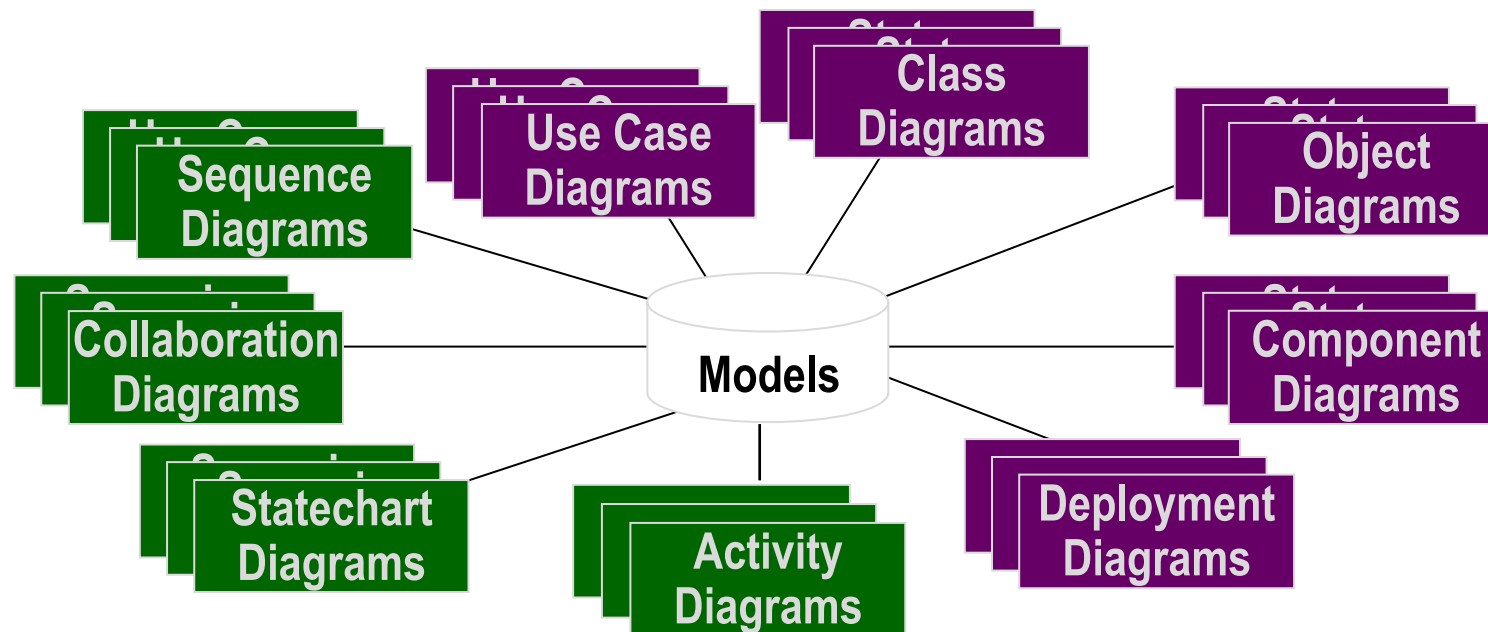 Class
Diagrams
Use Case
Diagrams
Object
Diagrams
Sequence
Diagrams
Component
Diagrams
Collaboration
Diagrams
Models
Deployment
Diagrams
Statechart
Diagrams
Activity
Diagrams